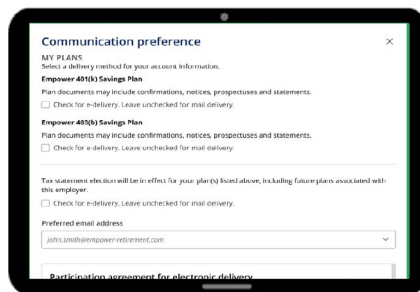 Communication preference
MY PLANS
Select a delivery method for your account information.
Empower 401(k) Savings Plan
Plan documents may include confirmations, notices, prospectuses and statements.
Check for e-delivery. Leave unchecked for mail delivery.
Empower 403(b) Savings Plan
Plan documents may include confirmations, notices, prospectuses and statements.
Check for e-delivery. Leave unchecked for mail delivery.
Tax statement election will be in effect for your plan(s) listed above, including future plans associated with
this employer.
Check for e-delivery. Leave unchecked for mail delivery.
Preferred email address
john.smith@empower-retirement.com
Participation agreement for electronic delivery